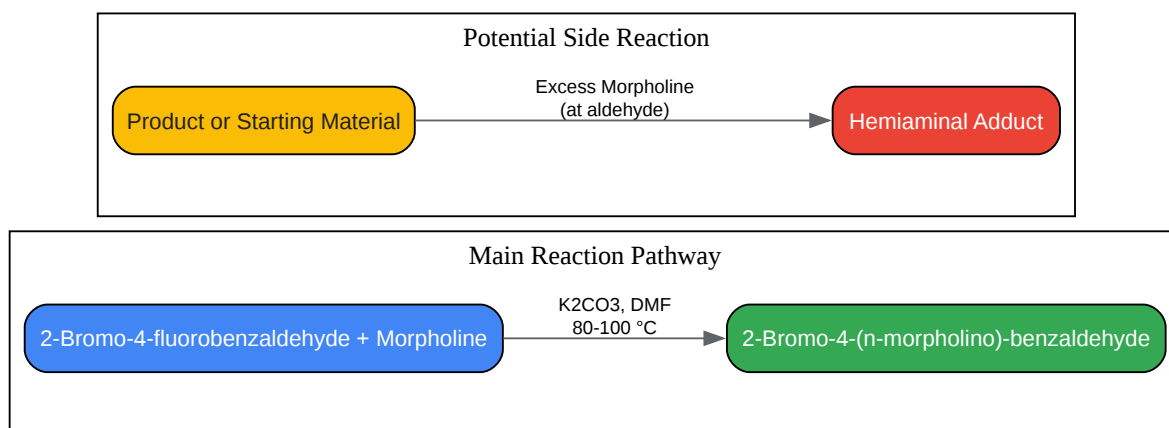 Potential Side Reaction
Product or Starting Material
Excess Morpholine
(at aldehyde)
Hemiaminal Adduct
Main Reaction Pathway
2-Bromo-4-fluorobenzaldehyde + Morpholine
K2CO3, DMF
80-100 °C
2-Bromo-4-(n-morpholino)-benzaldehyde